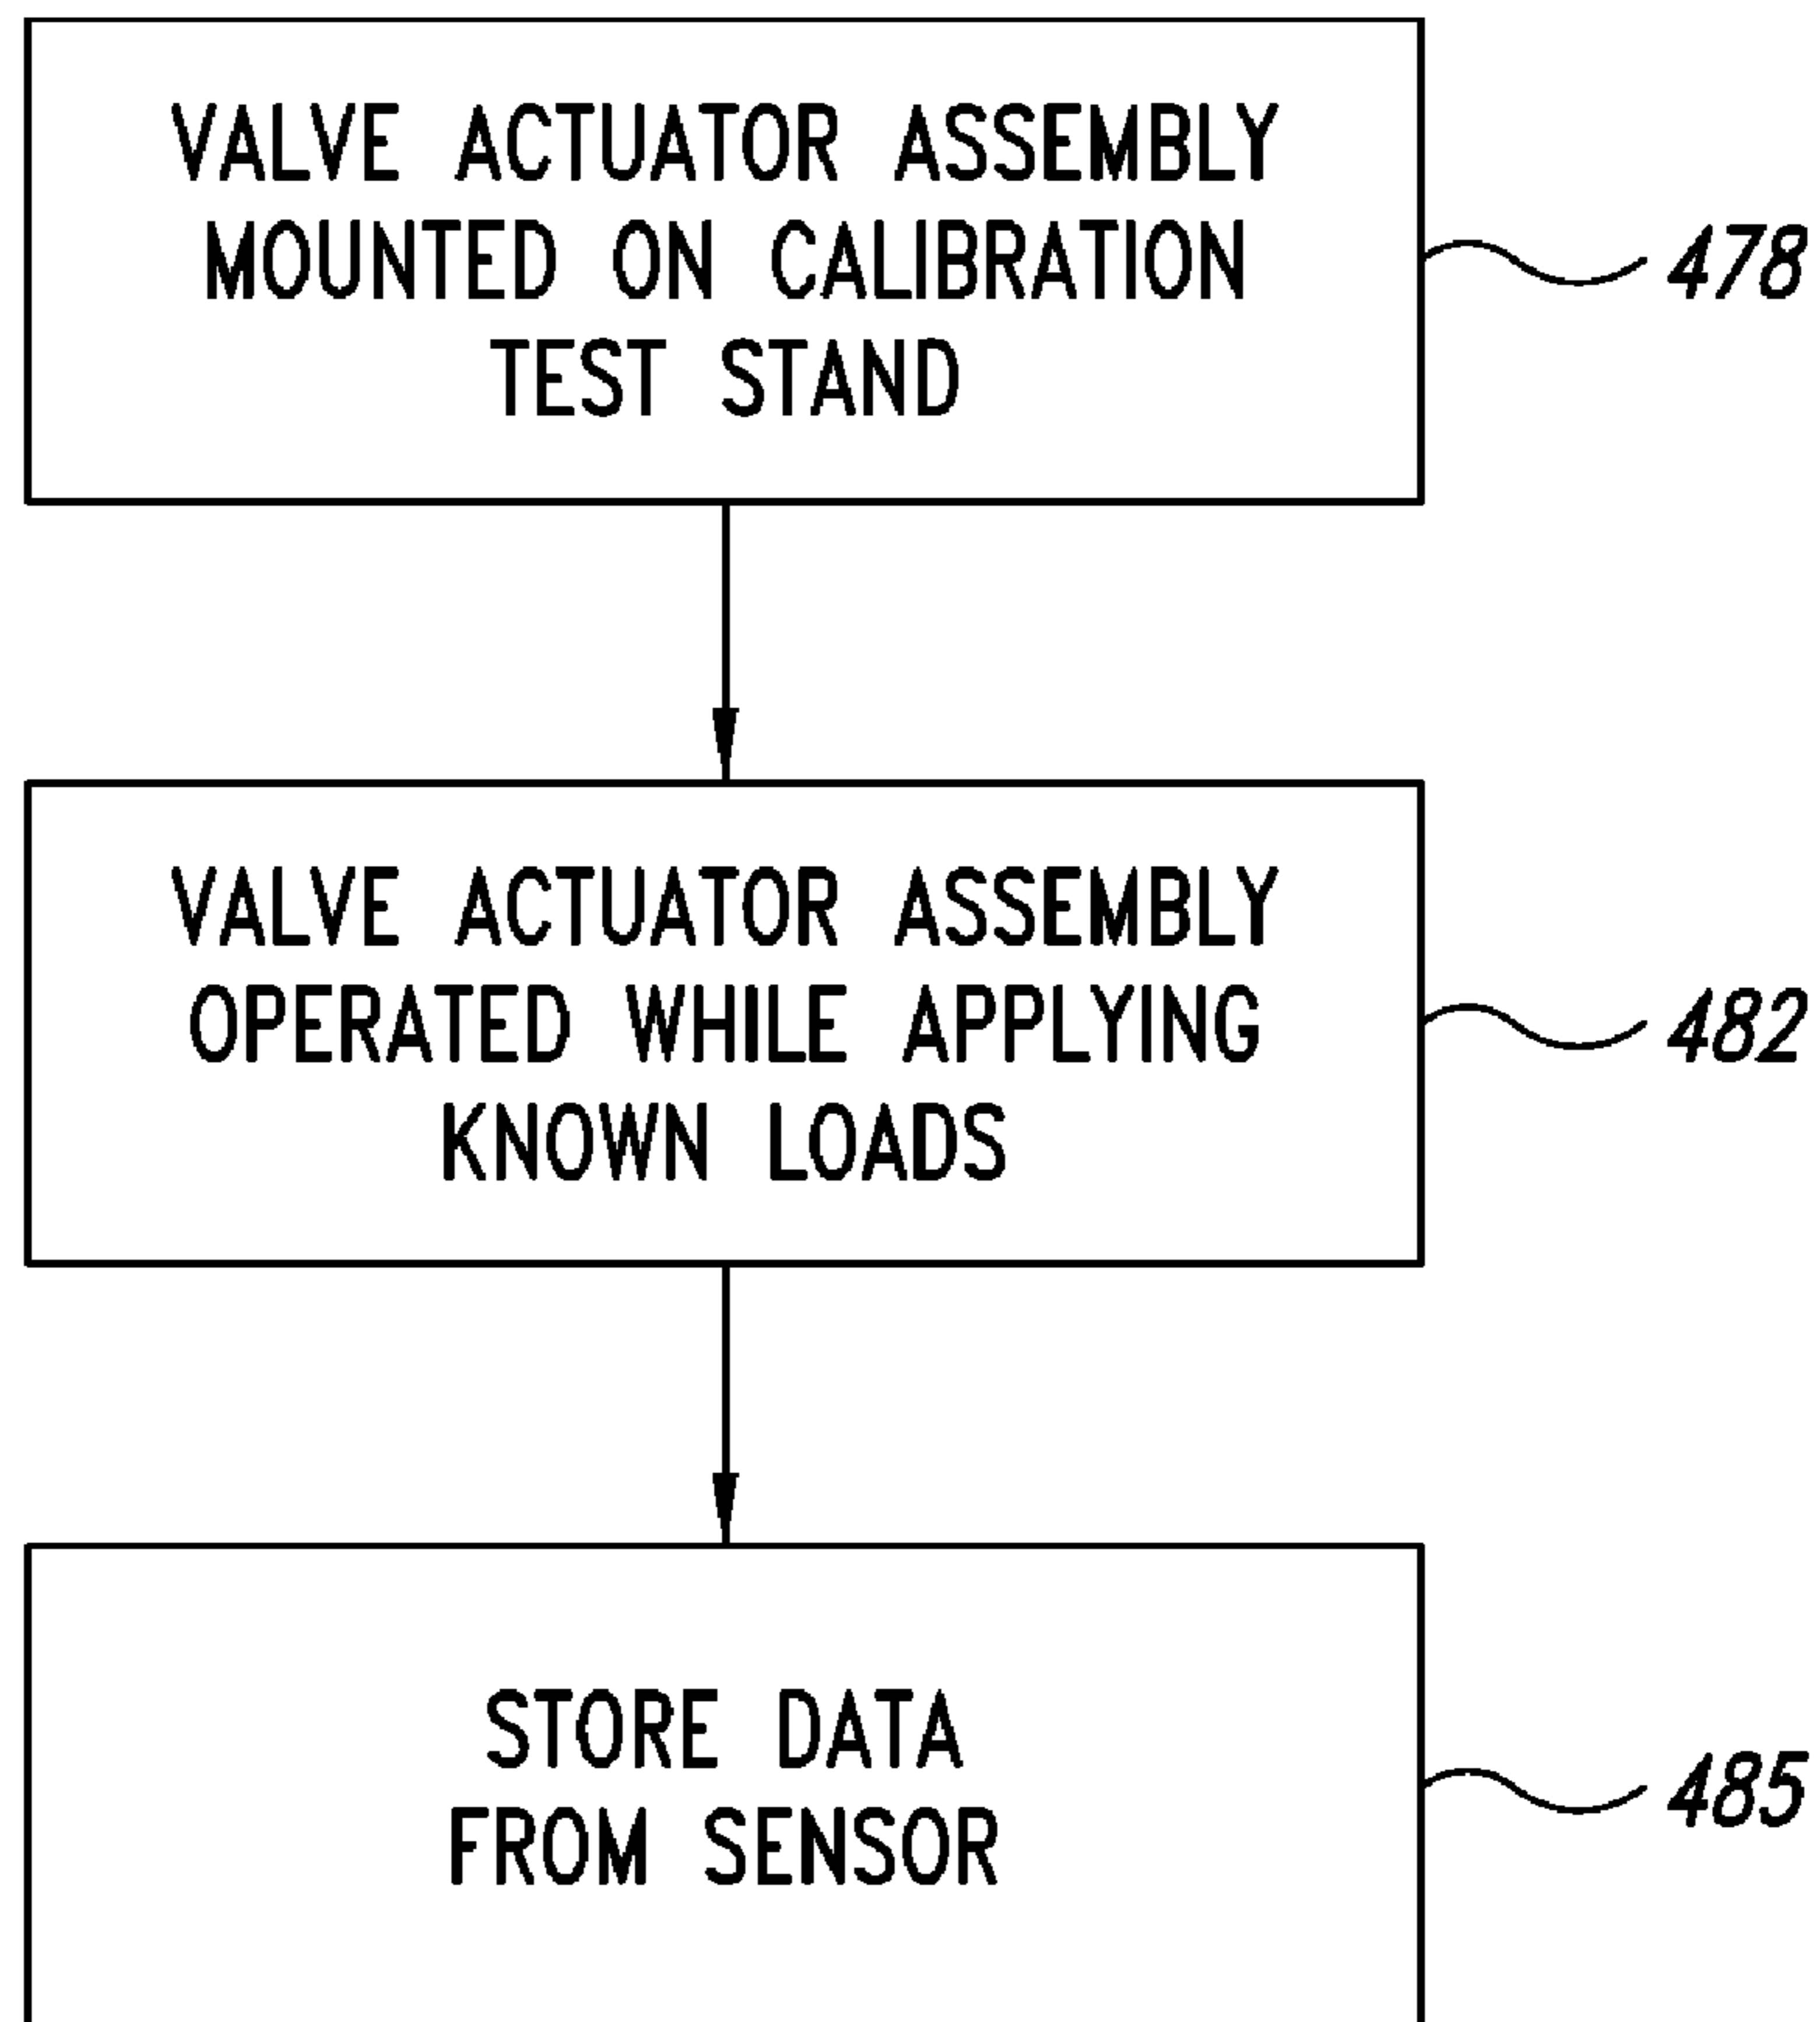 VALVE ACTUATOR ASSEMBLY
MOUNTED ON CALIBRATION
TEST STAND
478
VALVE ACTUATOR ASSEMBLY
OPERATED WHILE APPLYING
KNOWN LOADS
482
STORE DATA
FROM SENSOR
485